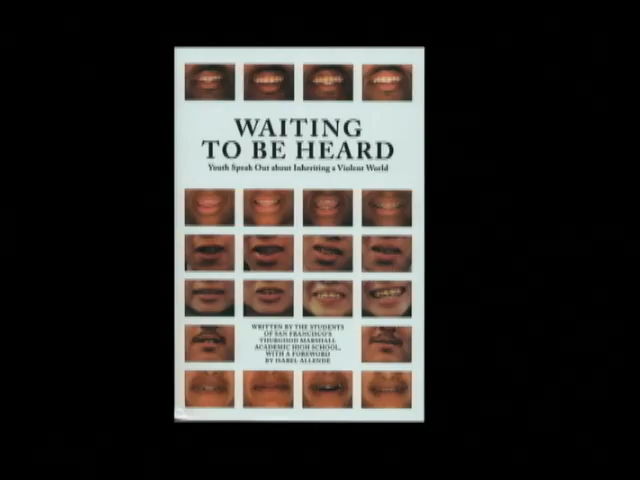 WAITING
TO BE HEARD
Youth Speak Out about Inheriting a Violent World
WRITTEN BY THE STUDENTS
OF SAN FRANCISCO'S
THURGOOD MARSHALL
ACADEMIC HIGH SCHOOL,
WITH A FOREWORD
BY ISABEL ALLENDE